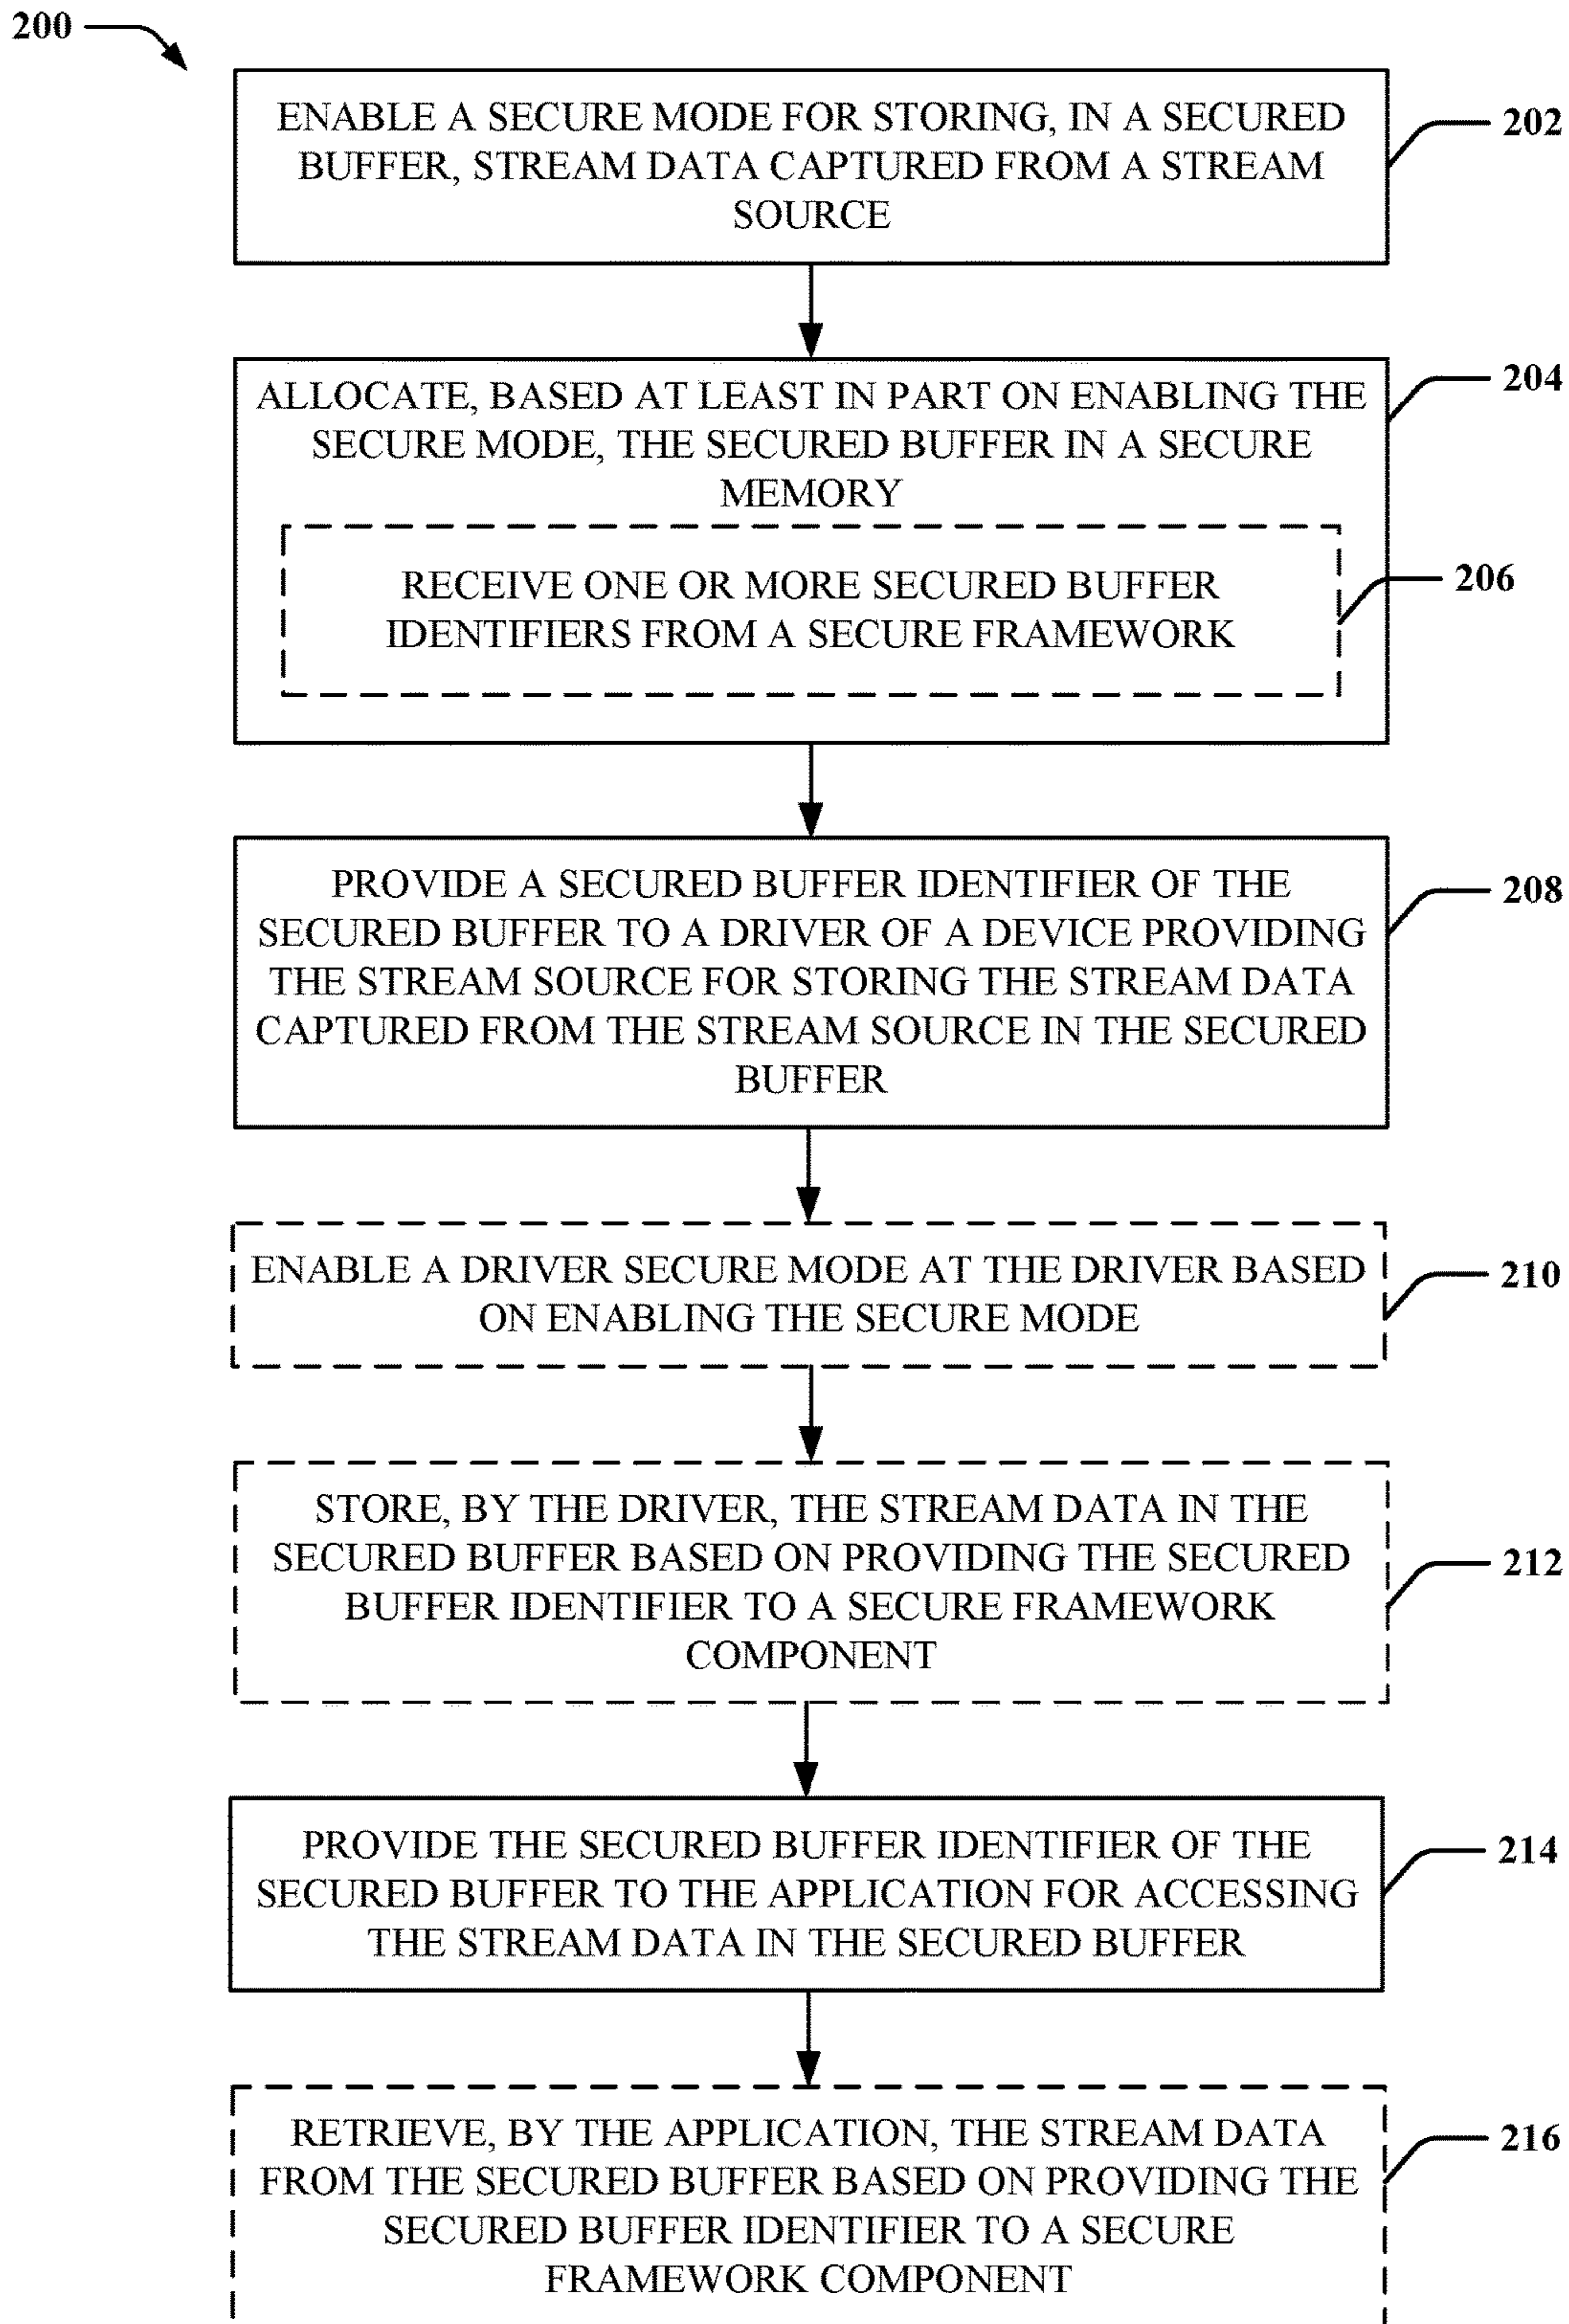 200
ENABLE A SECURE MODE FOR STORING, IN A SECURED
BUFFER, STREAM DATA CAPTURED FROM A STREAM
SOURCE
202
ALLOCATE, BASED AT LEAST IN PART ON ENABLING THE
SECURE MODE, THE SECURED BUFFER IN A SECURE
MEMORY
204
RECEIVE ONE OR MORE SECURED BUFFER
IDENTIFIERS FROM A SECURE FRAMEWORK
206
PROVIDE A SECURED BUFFER IDENTIFIER OF THE
SECURED BUFFER TO A DRIVER OF A DEVICE PROVIDING
THE STREAM SOURCE FOR STORING THE STREAM DATA
CAPTURED FROM THE STREAM SOURCE IN THE SECURED
BUFFER
208
ENABLE A DRIVER SECURE MODE AT THE DRIVER BASED
ON ENABLING THE SECURE MODE
210
STORE, BY THE DRIVER, THE STREAM DATA IN THE
SECURED BUFFER BASED ON PROVIDING THE SECURED
BUFFER IDENTIFIER TO A SECURE FRAMEWORK
COMPONENT
212
PROVIDE THE SECURED BUFFER IDENTIFIER OF THE
SECURED BUFFER TO THE APPLICATION FOR ACCESSING
THE STREAM DATA IN THE SECURED BUFFER
214
RETRIEVE, BY THE APPLICATION, THE STREAM DATA
FROM THE SECURED BUFFER BASED ON PROVIDING THE
SECURED BUFFER IDENTIFIER TO A SECURE
FRAMEWORK COMPONENT
216